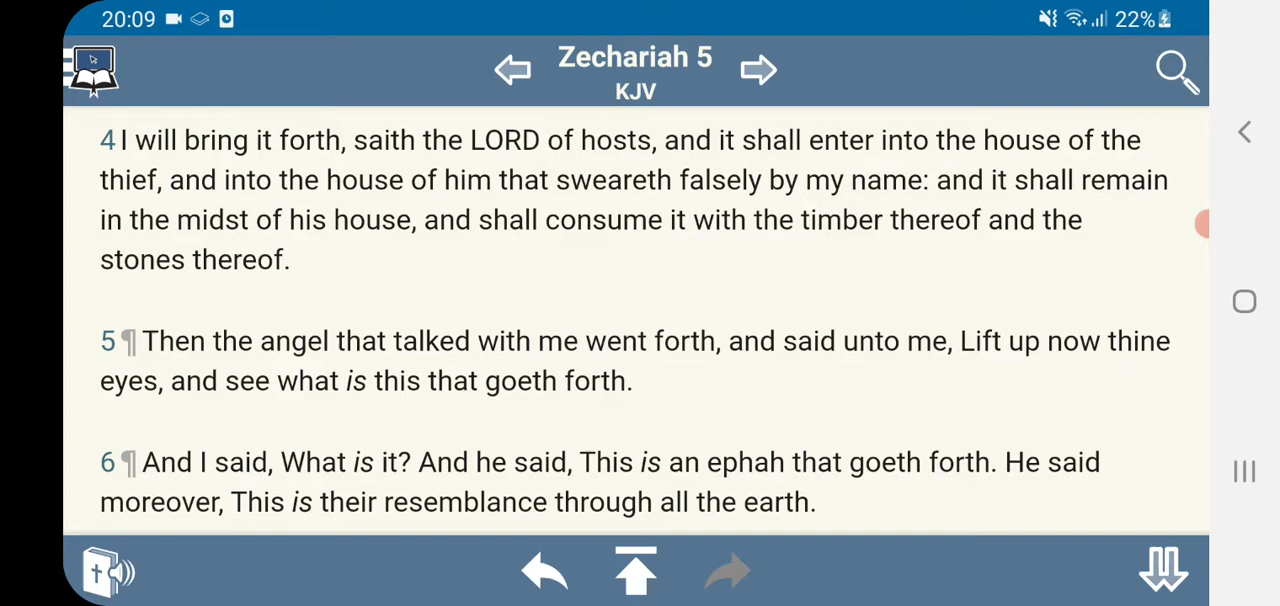 20:09 22%
Zechariah 5
KJV
4 I will bring it forth, saith the LORD of hosts, and it shall enter into the house of the
thief, and into the house of him that sweareth falsely by my name: and it shall remain
in the midst of his house, and shall consume it with the timber thereof and the
stones thereof.
5 ¶ Then the angel that talked with me went forth, and said unto me, Lift up now thine
eyes, and see what is this that goeth forth.
6 ¶ And I said, What is it? And he said, This is an ephah that goeth forth. He said
moreover, This is their resemblance through all the earth.